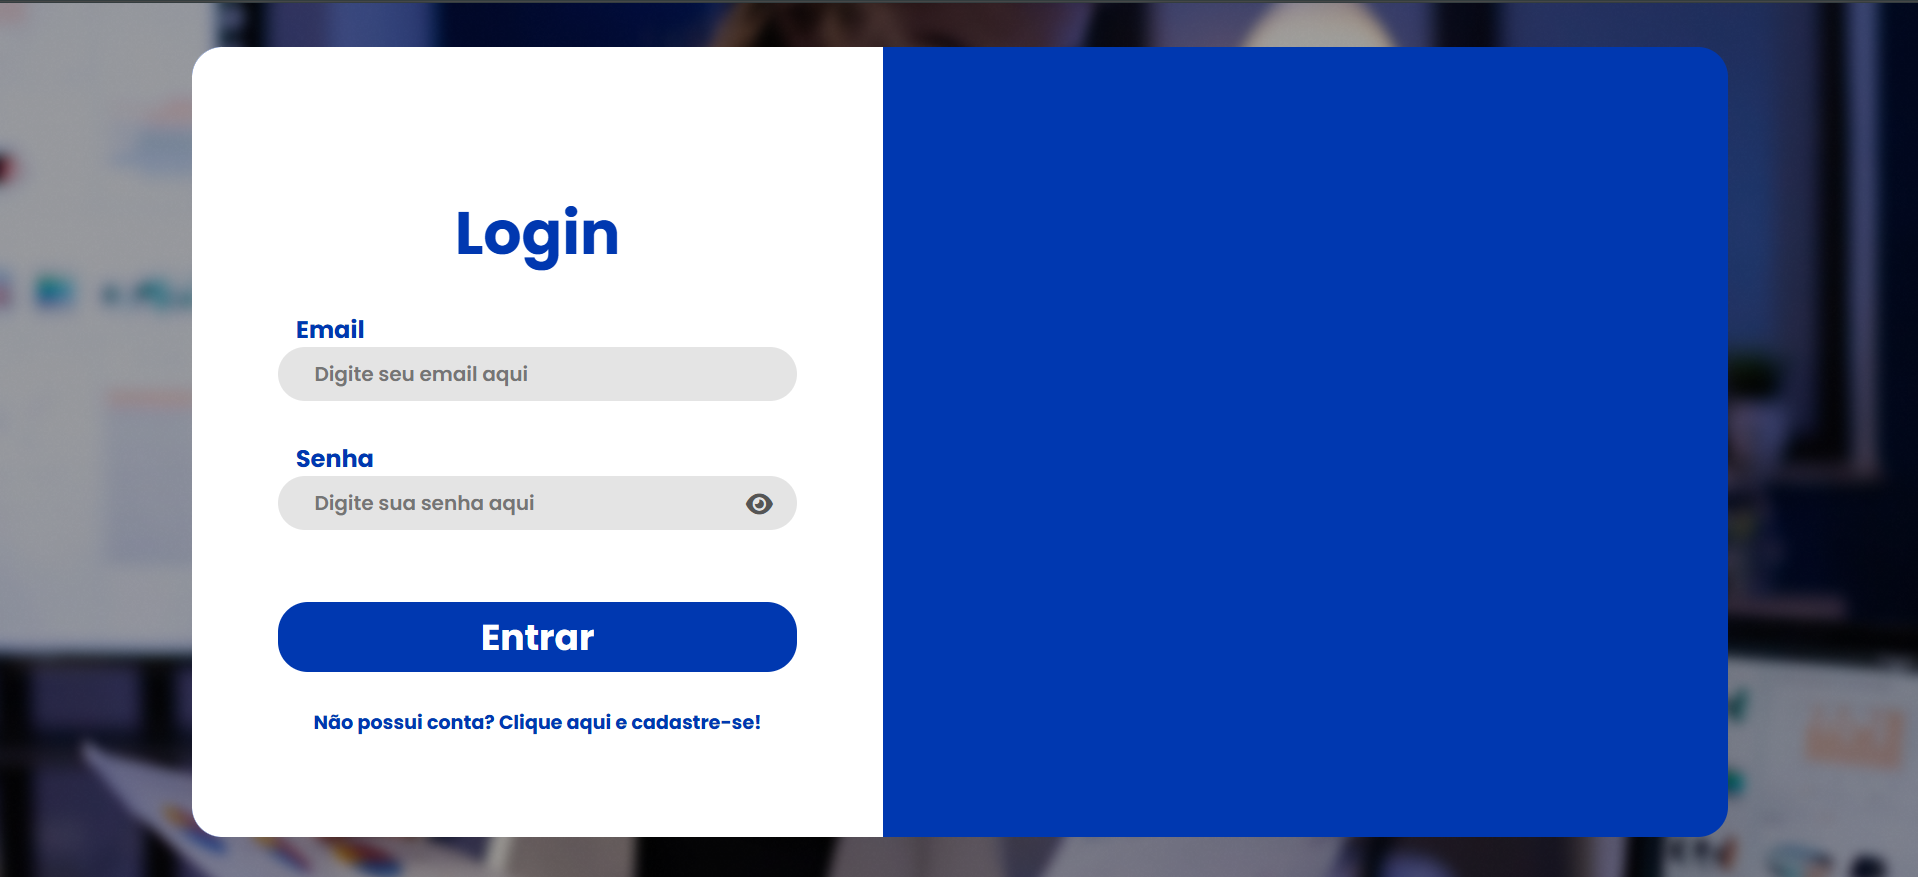 Login
Email
Digite seu email aqui
Senha
Digite sua senha aqui
Entrar
Não possui conta? Clique aqui e cadastre-se!